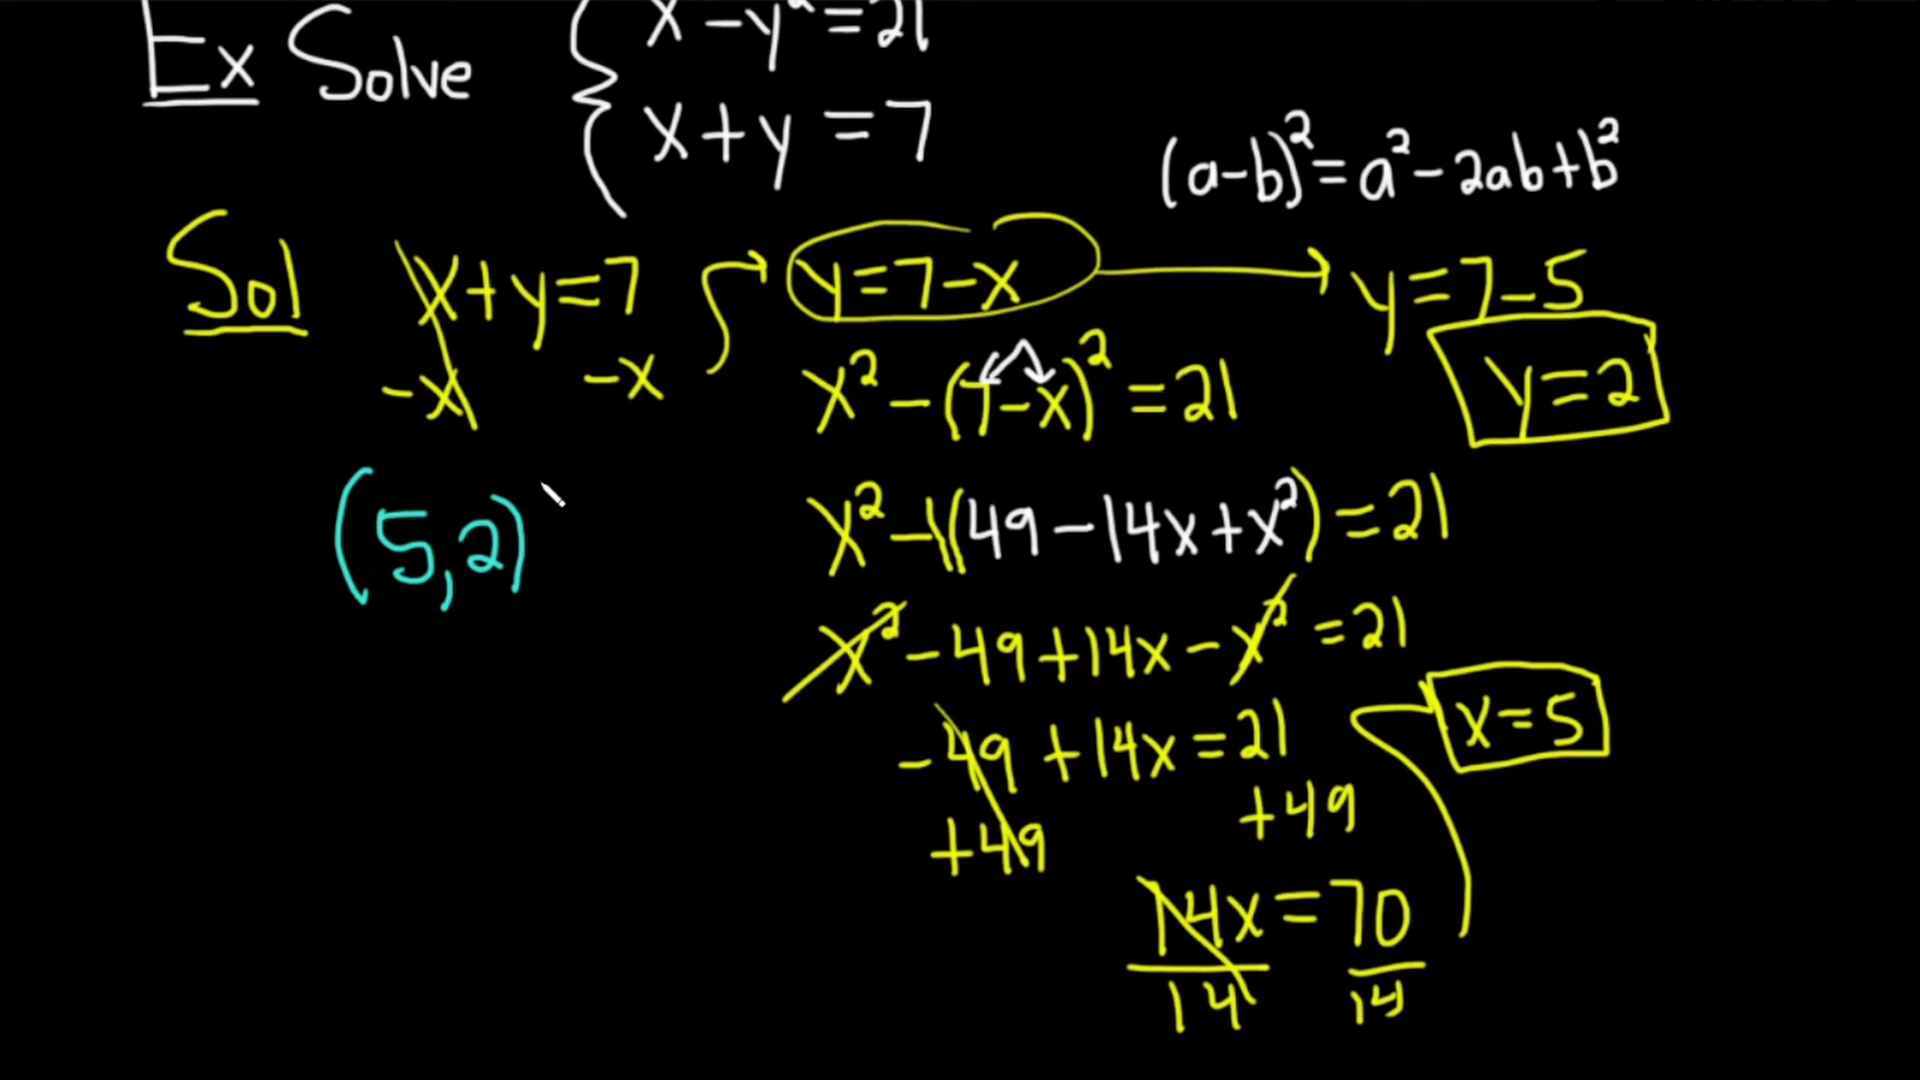 Ex Solve { x - y² = 21
x + y = 7
(a-b)² = a² - 2ab + b²
Sol x + y = 7 y = 7 - x y = 7 - 5
-x -x x² - (7 - x)² = 21 y = 2
(5, 2) x² - 1(49 - 14x + x²) = 21
x² - 49 + 14x - x² = 21
-49 + 14x = 21 x = 5
+49 +49
14x = 70
14 14